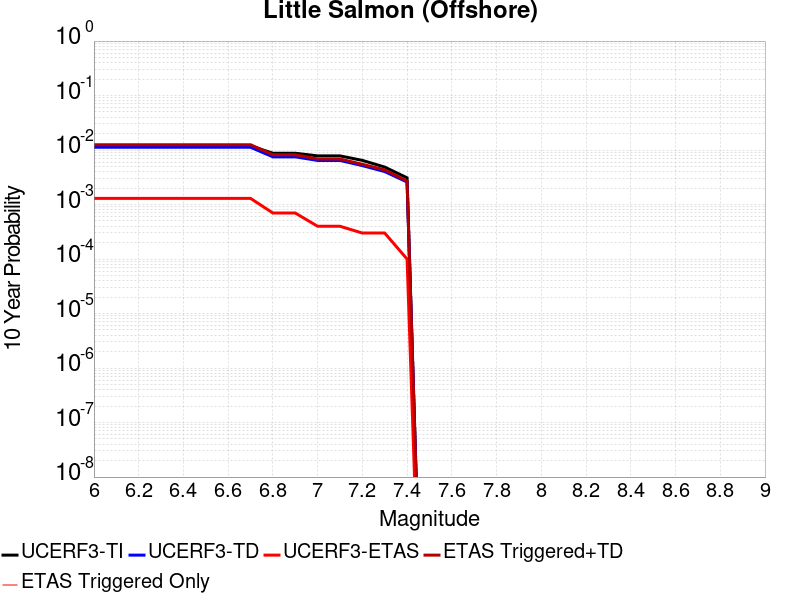 Little Salmon (Offshore)
10^0
10^-1
10^-2
10^-3
10^-4
10^-5
10^-6
10^-7
10^-8
10 Year Probability
6 6.2 6.4 6.6 6.8 7 7.2 7.4 7.6 7.8 8 8.2 8.4 8.6 8.8 9
Magnitude
UCERF3-TI UCERF3-TD UCERF3-ETAS ETAS Triggered+TD
ETAS Triggered Only